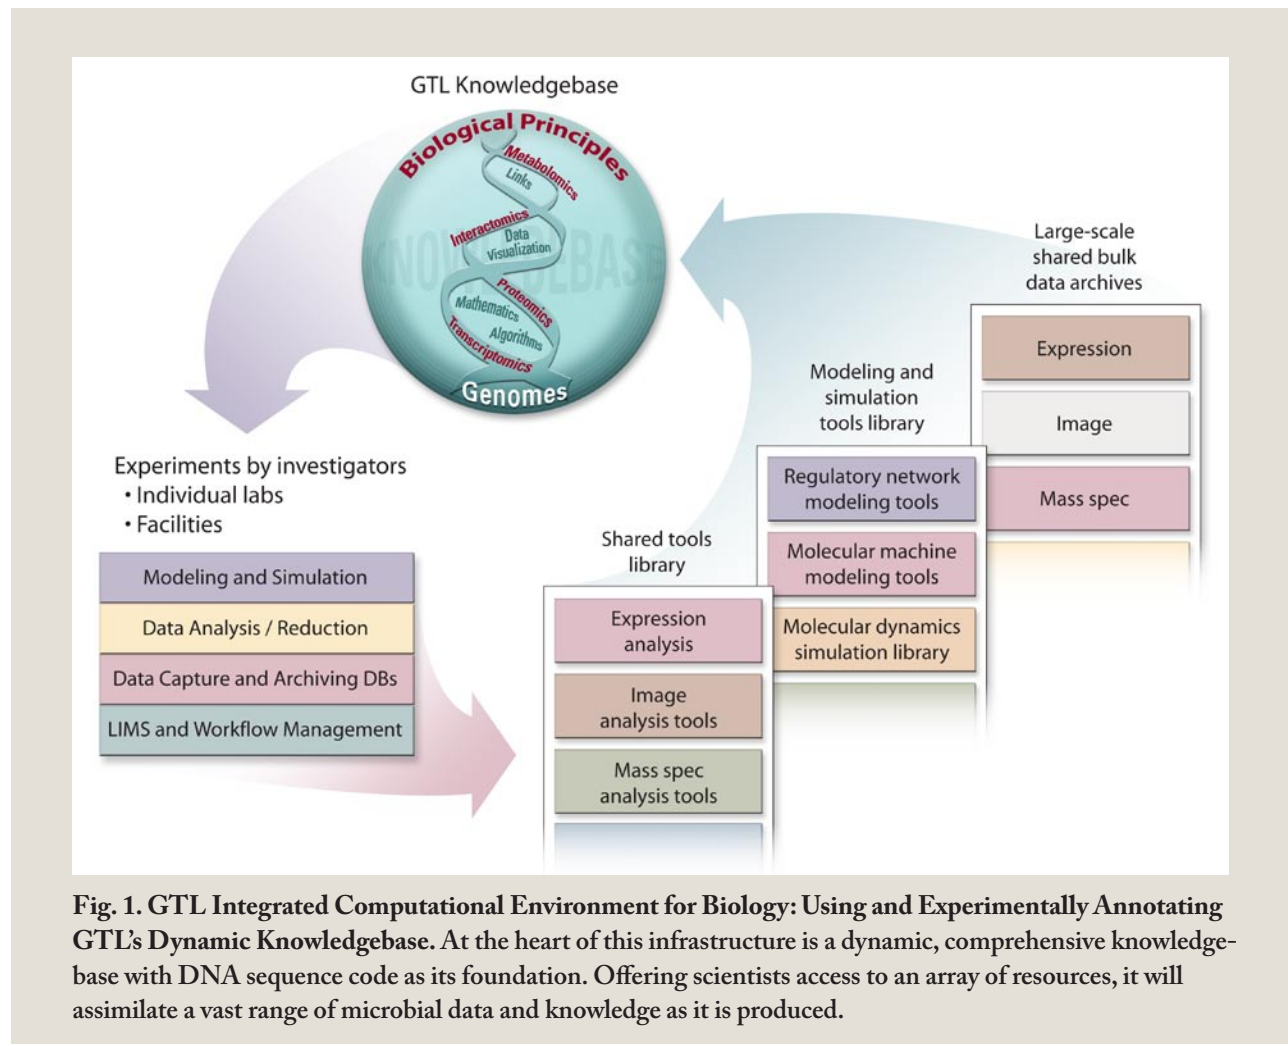 GTL Knowledgebase
Biological Principles
Metabolomics
Links
Interactomics
Data
Visualization
KNOWLEDGEBASE
Proteomics
Mathematics
Algorithms
Transcriptomics
Genomes
Experiments by investigators
• Individual labs
• Facilities
Modeling and Simulation
Data Analysis / Reduction
Data Capture and Archiving DBs
LIMS and Workflow Management
Shared tools
library
Expression
analysis
Image
analysis tools
Mass spec
analysis tools
Modeling and
simulation
tools library
Regulatory network
modeling tools
Molecular machine
modeling tools
Molecular dynamics
simulation library
Large-scale
shared bulk
data archives
Expression
Image
Mass spec
Fig. 1. GTL Integrated Computational Environment for Biology: Using and Experimentally Annotating
GTL’s Dynamic Knowledgebase. At the heart of this infrastructure is a dynamic, comprehensive knowledge-
base with DNA sequence code as its foundation. Offering scientists access to an array of resources, it will
assimilate a vast range of microbial data and knowledge as it is produced.